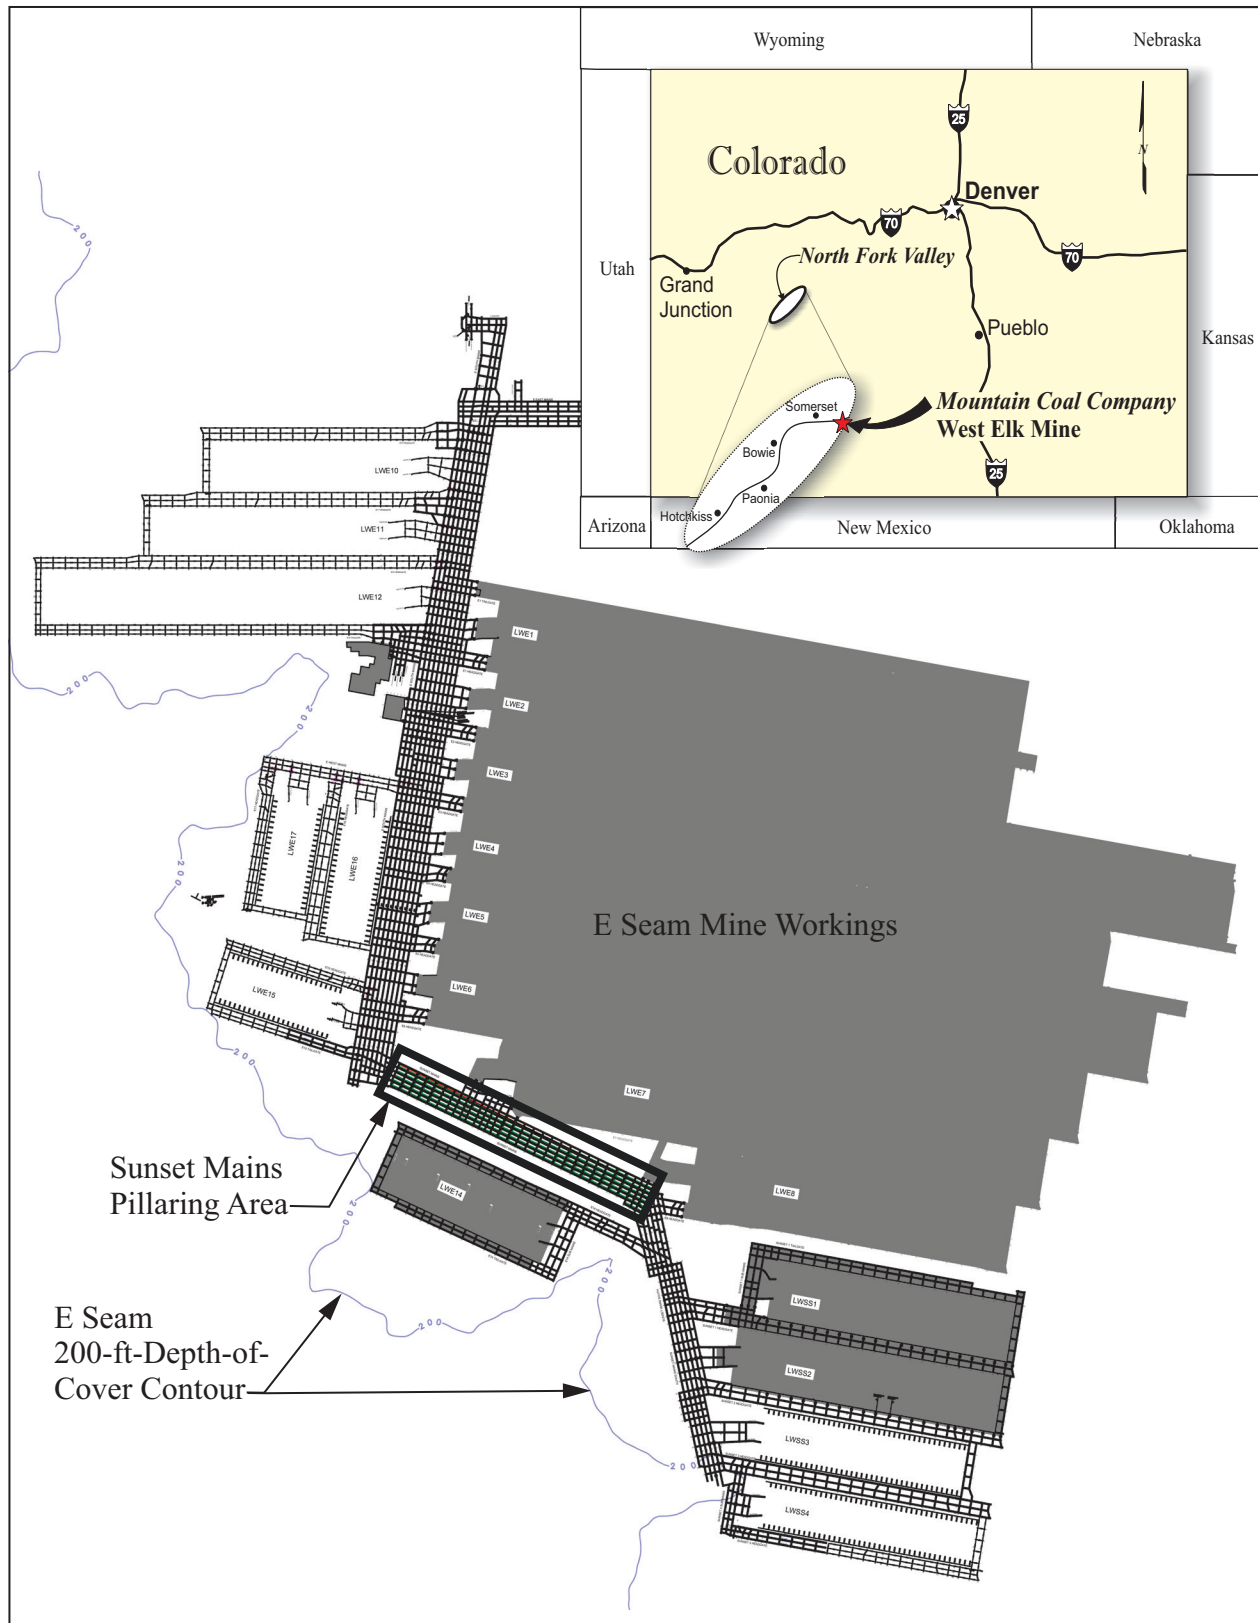 Wyoming
Nebraska
25
Colorado
N
Denver
70
North Fork Valley
70
Utah
Grand
Junction
Pueblo
Kansas
Mountain Coal Company
West Elk Mine
Somerset
Bowie
25
Paonia
Hotchkiss
Arizona
New Mexico
Oklahoma
200
LWE10
LWE11
LWE12
LWE1
200
200
LWE2
LWE3
LWE17
LWE16
LWE4
200
LWE5
E Seam Mine Workings
LWE6
LWE15
200
LWE7
Sunset Mains
Pillaring Area
LWE14
LWE8
200
200
E Seam
200-ft-Depth-of-
Cover Contour
LWSS1
200
LWSS2
LWSS3
200
LWSS4